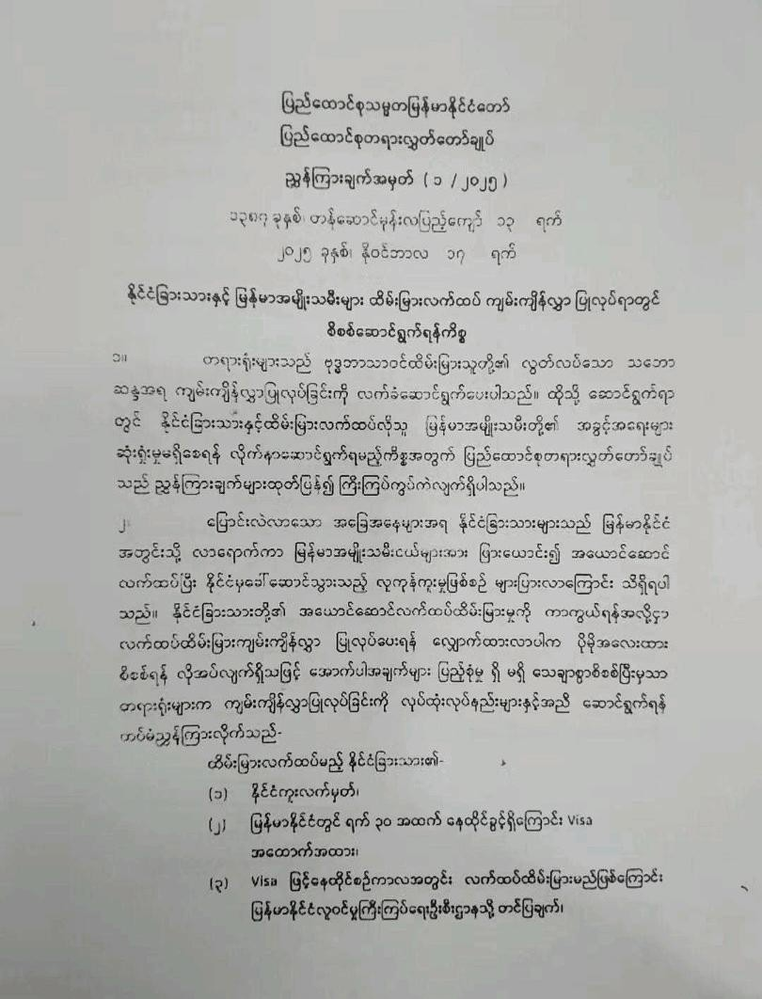 ပြည်ထောင်စုသမ္မတမြန်မာနိုင်ငံတော်
ပြည်ထောင်စုတရားလွှတ်တော်ချုပ်
ညွှန်ကြားချက်အမှတ် ( ၁ /၂၀၂၅ )
၁၃၈၇ ခုနှစ်၊ တန်ဆောင်မုန်းလပြည့်ကျော် ၁၃ ရက်
၂၀၂၅ ခုနှစ်၊ နိုဝင်ဘာလ ၁၇ ရက်
နိုင်ငံခြားသားနှင့် မြန်မာအမျိုးသမီးများ ထိမ်းမြားလက်ထပ် ကျမ်းကျိန်လွှာ ပြုလုပ်ရာတွင်
စိစစ်ဆောင်ရွက်ရန်ကိစ္စ
၁။ တရားရုံးများသည် ဗုဒ္ဓဘာသာဝင်ထိမ်းမြားသူတို့၏ လွတ်လပ်သော သဘော
ဆန္ဒအရ ကျမ်းကျိန်လွှာပြုလုပ်ခြင်းကို လက်ခံဆောင်ရွက်ပေးပါသည်။ ထိုသို့ ဆောင်ရွက်ရာ
တွင် နိုင်ငံခြားသားနှင့်ထိမ်းမြားလက်ထပ်လိုသူ မြန်မာအမျိုးသမီးတို့၏ အခွင့်အရေးများ
ဆုံးရှုံးမှုမရှိစေရန် လိုက်နာဆောင်ရွက်ရမည့်ကိစ္စအတွက် ပြည်ထောင်စုတရားလွှတ်တော်ချုပ်
သည် ညွှန်ကြားချက်များထုတ်ပြန်၍ ကြီးကြပ်ကွပ်ကဲလျက်ရှိပါသည်။
၂။ ပြောင်းလဲလာသော အခြေအနေများအရ နိုင်ငံခြားသားများသည် မြန်မာနိုင်ငံ
အတွင်းသို့ လာရောက်ကာ မြန်မာအမျိုးသမီးငယ်များအား ဖြားယောင်း၍ အယောင်ဆောင်
လက်ထပ်ပြီး နိုင်ငံမှခေါ်ဆောင်သွားသည့် လူကုန်ကူးမှုဖြစ်စဉ် များပြားလာကြောင်း သိရှိရပါ
သည်။ နိုင်ငံခြားသားတို့၏ အယောင်ဆောင်လက်ထပ်ထိမ်းမြားမှုကို ကာကွယ်ရန်အလို့ငှာ
လက်ထပ်ထိမ်းမြားကျမ်းကျိန်လွှာ ပြုလုပ်ပေးရန် လျှောက်ထားလာပါက ပိုမိုအလေးထား
စိစစ်ရန် လိုအပ်လျက်ရှိသဖြင့် အောက်ပါအချက်များ ပြည့်စုံမှု ရှိ မရှိ သေချာစွာစိစစ်ပြီးမှသာ
တရားရုံးများက ကျမ်းကျိန်လွှာပြုလုပ်ခြင်းကို လုပ်ထုံးလုပ်နည်းများနှင့်အညီ ဆောင်ရွက်ရန်
ထပ်မံညွှန်ကြားလိုက်သည်-
ထိမ်းမြားလက်ထပ်မည့် နိုင်ငံခြားသား၏-
(၁) နိုင်ငံကူးလက်မှတ်၊
(၂) မြန်မာနိုင်ငံတွင် ရက် ၃၀ အထက် နေထိုင်ခွင့်ရှိကြောင်း Visa
အထောက်အထား၊
(၃) Visa ဖြင့်နေထိုင်စဉ်ကာလအတွင်း လက်ထပ်ထိမ်းမြားမည်ဖြစ်ကြောင်း
မြန်မာနိုင်ငံလူဝင်မှုကြီးကြပ်ရေးဦးစီးဌာနသို့ တင်ပြချက်၊